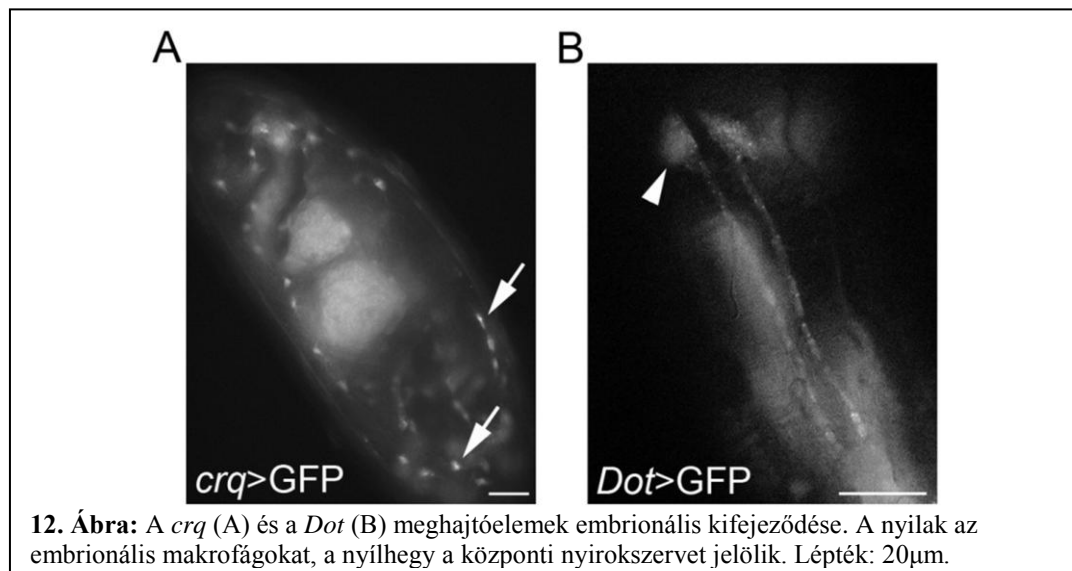 A
B
crq>GFP
Dot>GFP
12. Ábra: A crq (A) és a Dot (B) meghajtóelemek embrionális kifejeződése. A nyilak az
embrionális makrofágokat, a nyílhegy a központi nyirokszervet jelölik. Lépték: 20µm.